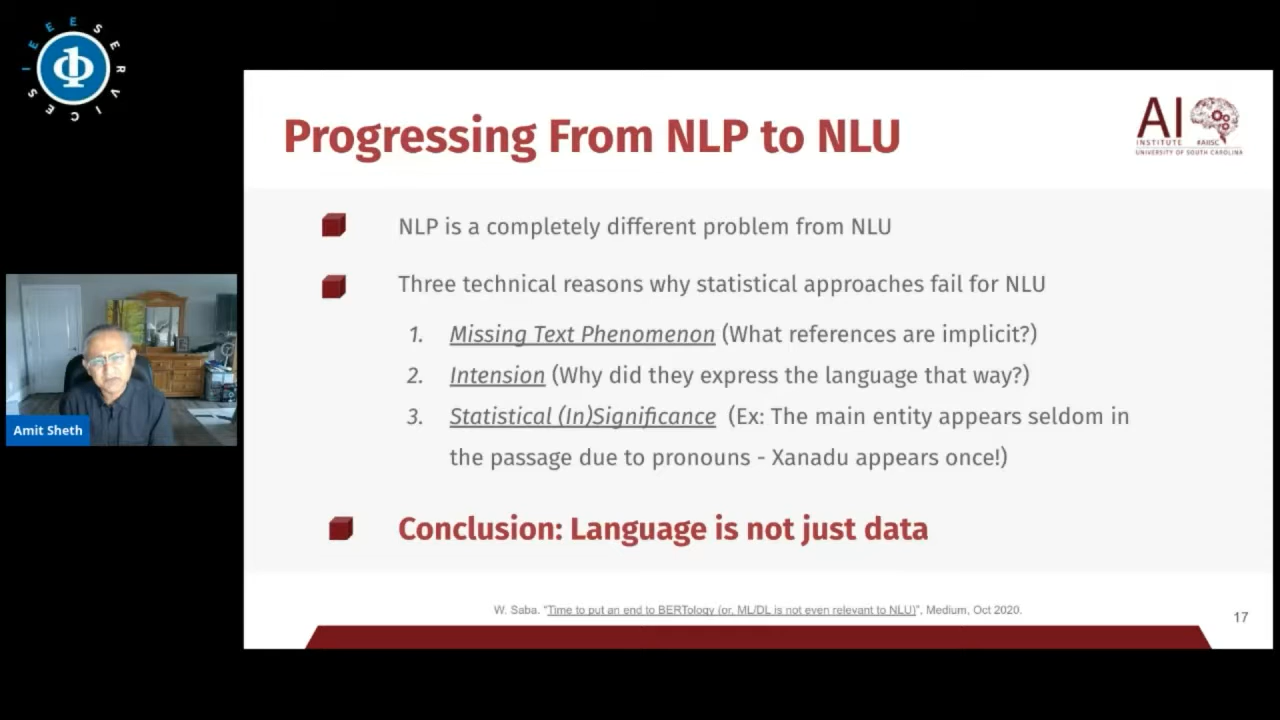 IEEE SERVICES
Progressing From NLP to NLU
AI
INSTITUTE #AIISC
UNIVERSITY OF SOUTH CAROLINA
NLP is a completely different problem from NLU
Three technical reasons why statistical approaches fail for NLU
1. Missing Text Phenomenon (What references are implicit?)
2. Intension (Why did they express the language that way?)
3. Statistical (In)Significance (Ex: The main entity appears seldom in
the passage due to pronouns - Xanadu appears once!)
Amit Sheth
Conclusion: Language is not just data
W. Saba. "Time to put an end to BERTology (or, ML/DL is not even relevant to NLU)", Medium, Oct 2020.
17